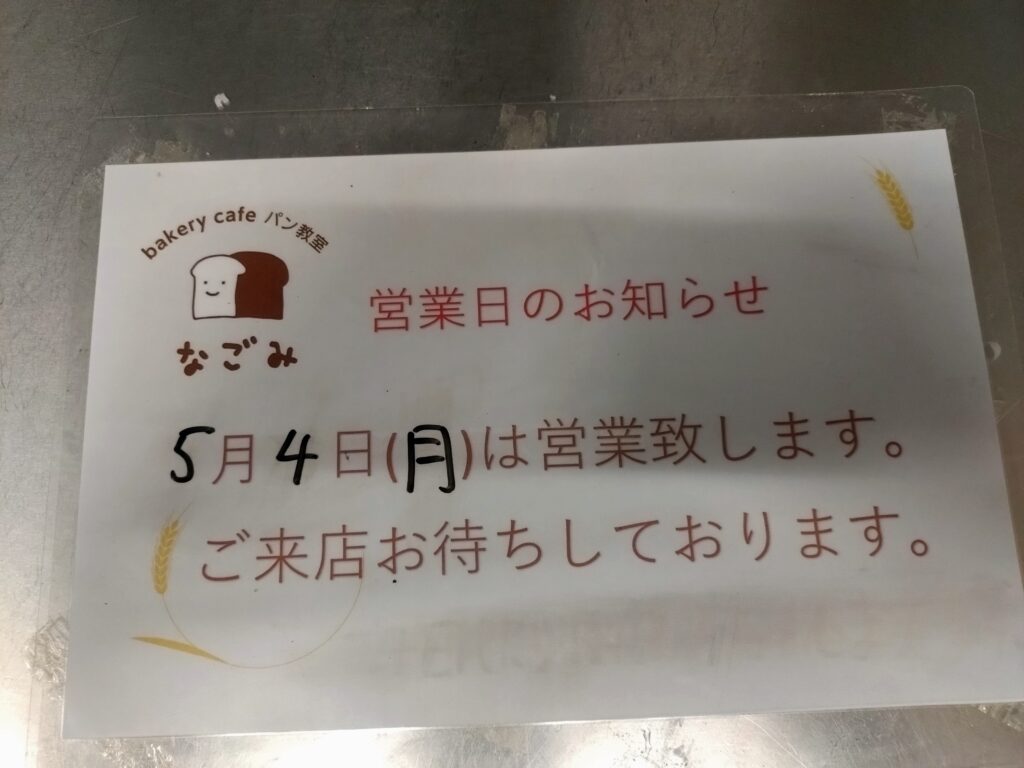 bakery cafe パン教室
なごみ
営業日のお知らせ
5月4日(月)は営業致します。
ご来店お待ちしております。